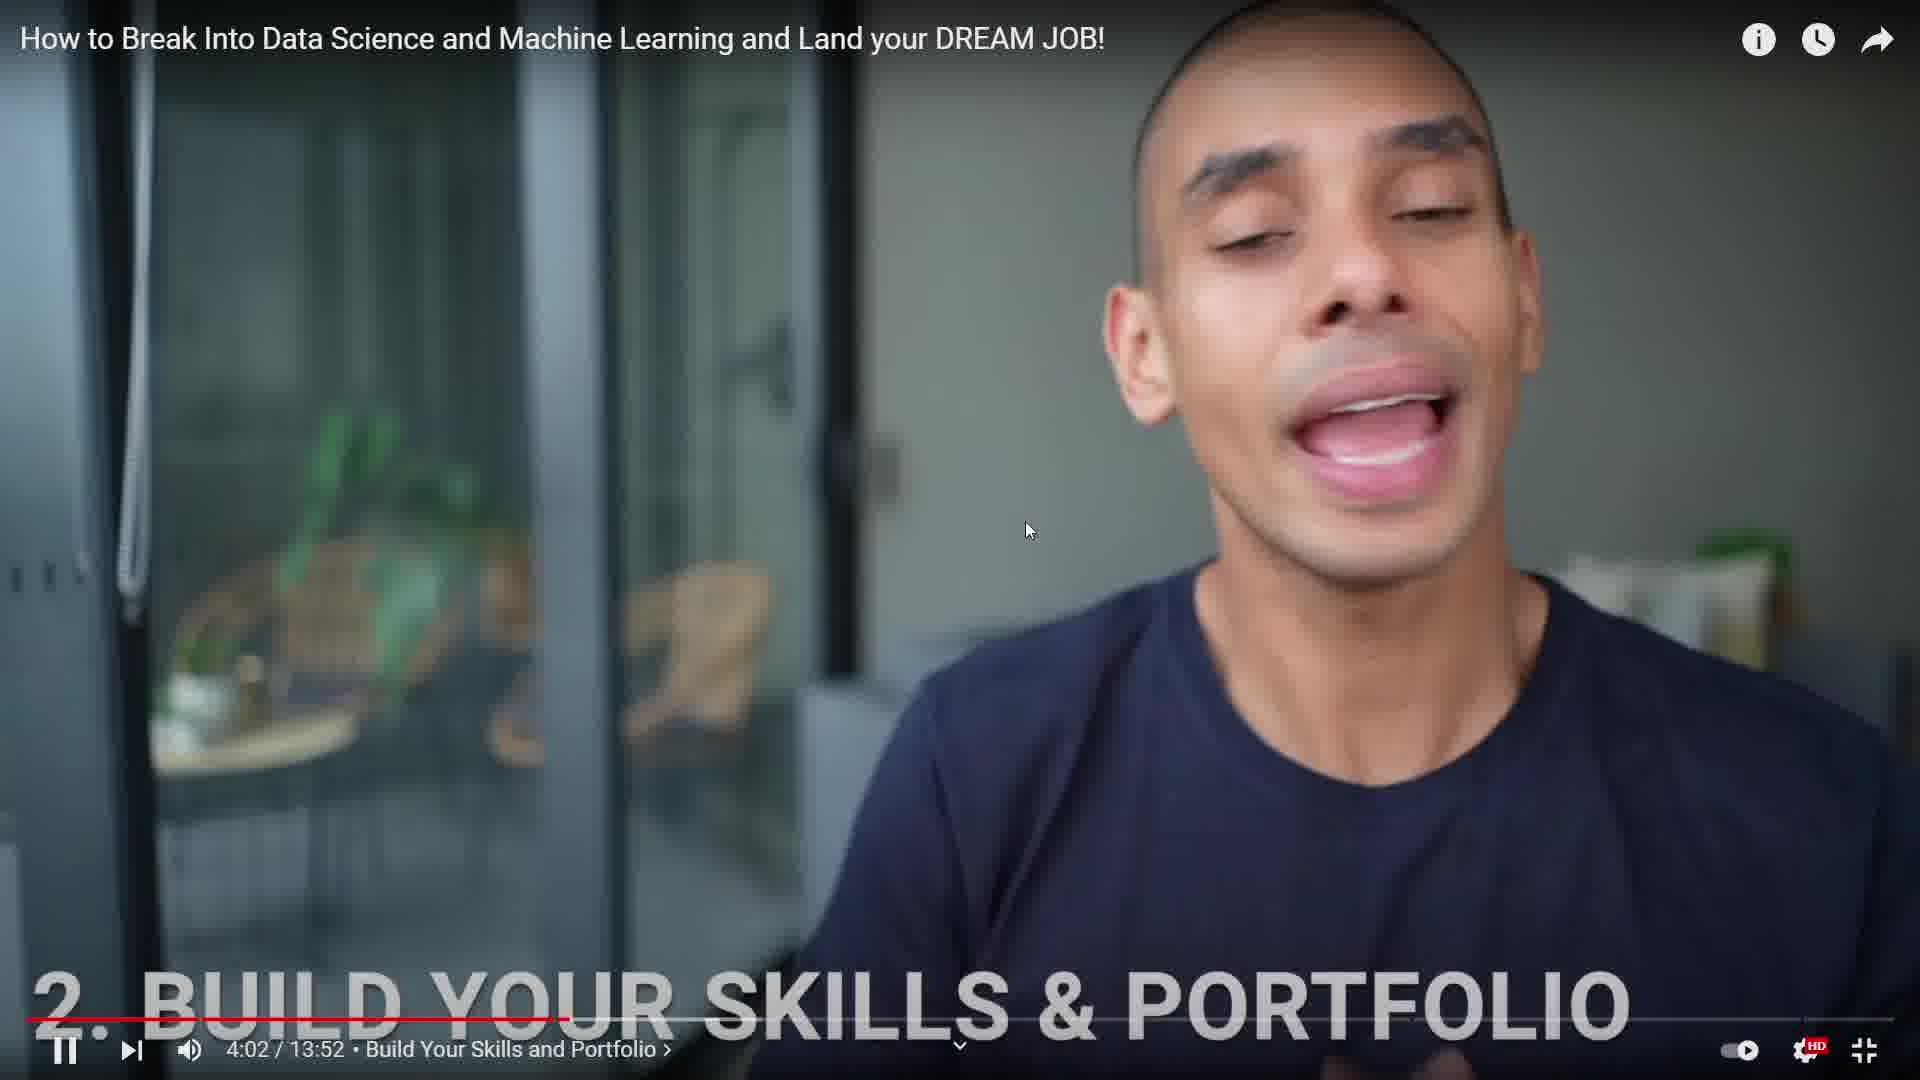 How to Break Into Data Science and Machine Learning and Land your DREAM JOB!
2. BUILD YOUR SKILLS & PORTFOLIO
4:02 / 13:52 • Build Your Skills and Portfolio
HD